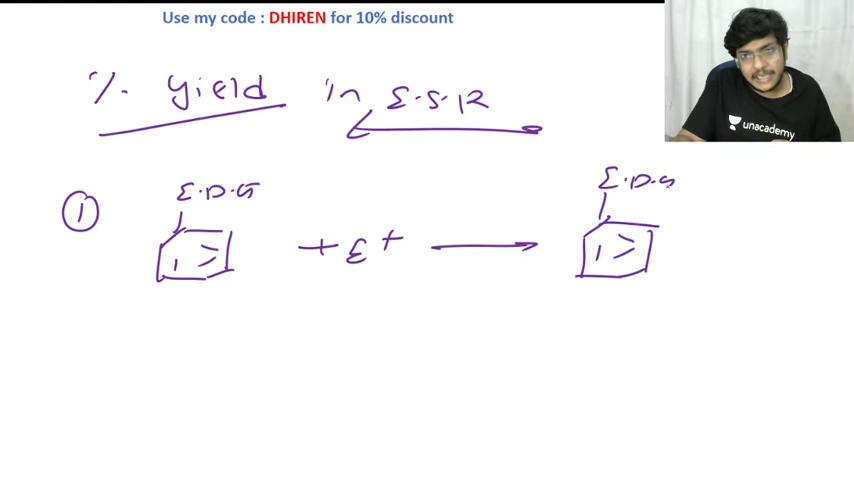 Use my code : DHIREN for 10% discount
% Yield in E.S.R
unacademy
E.D.G E.D.G
① + E+